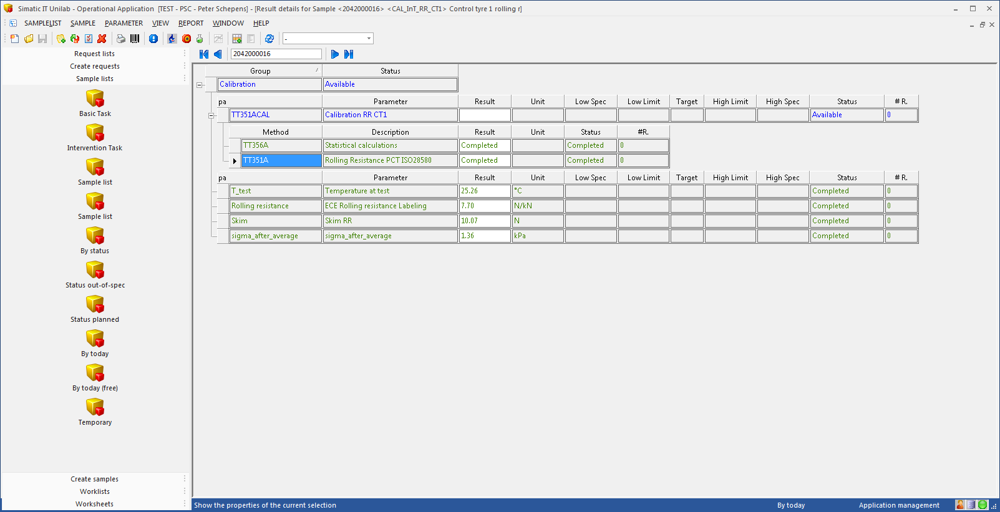 Simatic IT Unilab - Operational Application [TEST - PSC - Peter Schepens] - [Result details for Sample <2042000016> <CAL_InT_RR_CT1> Control tyre 1 rolling r]
SAMPLELIST SAMPLE PARAMETER VIEW REPORT WINDOW HELP
-
Request lists
Create requests
Sample lists
Basic Task
Intervention Task
Sample list
Sample list
By status
Status out-of-spec
Status planned
By today
By today (free)
Temporary
Create samples
Worklists
Worksheets
2042000016
Group Status
Calibration Available
pa Parameter Result Unit Low Spec Low Limit Target High Limit High Spec Status # R.
TT351ACAL Calibration RR CT1 Available 0
Method Description Result Unit Status #R.
TT356A Statistical calculations Completed Completed 0
TT351A Rolling Resistance PCT ISO28580 Completed Completed 0
pa Parameter Result Unit Low Spec Low Limit Target High Limit High Spec Status # R.
T_test Temperature at test 25.26 °C Completed 0
Rolling resistance ECE Rolling resistance Labeling 7.70 N/kN Completed 0
Skim Skim RR 10.07 N Completed 0
sigma_after_average sigma_after_average 1.36 kPa Completed 0
Show the properties of the current selection By today Application management